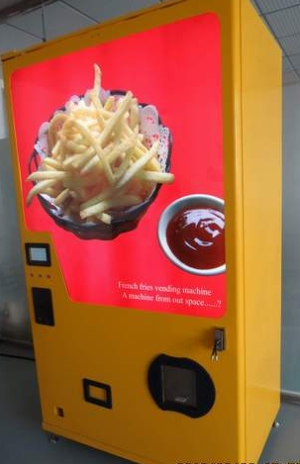 French fries vending machine
A machine from out space......?